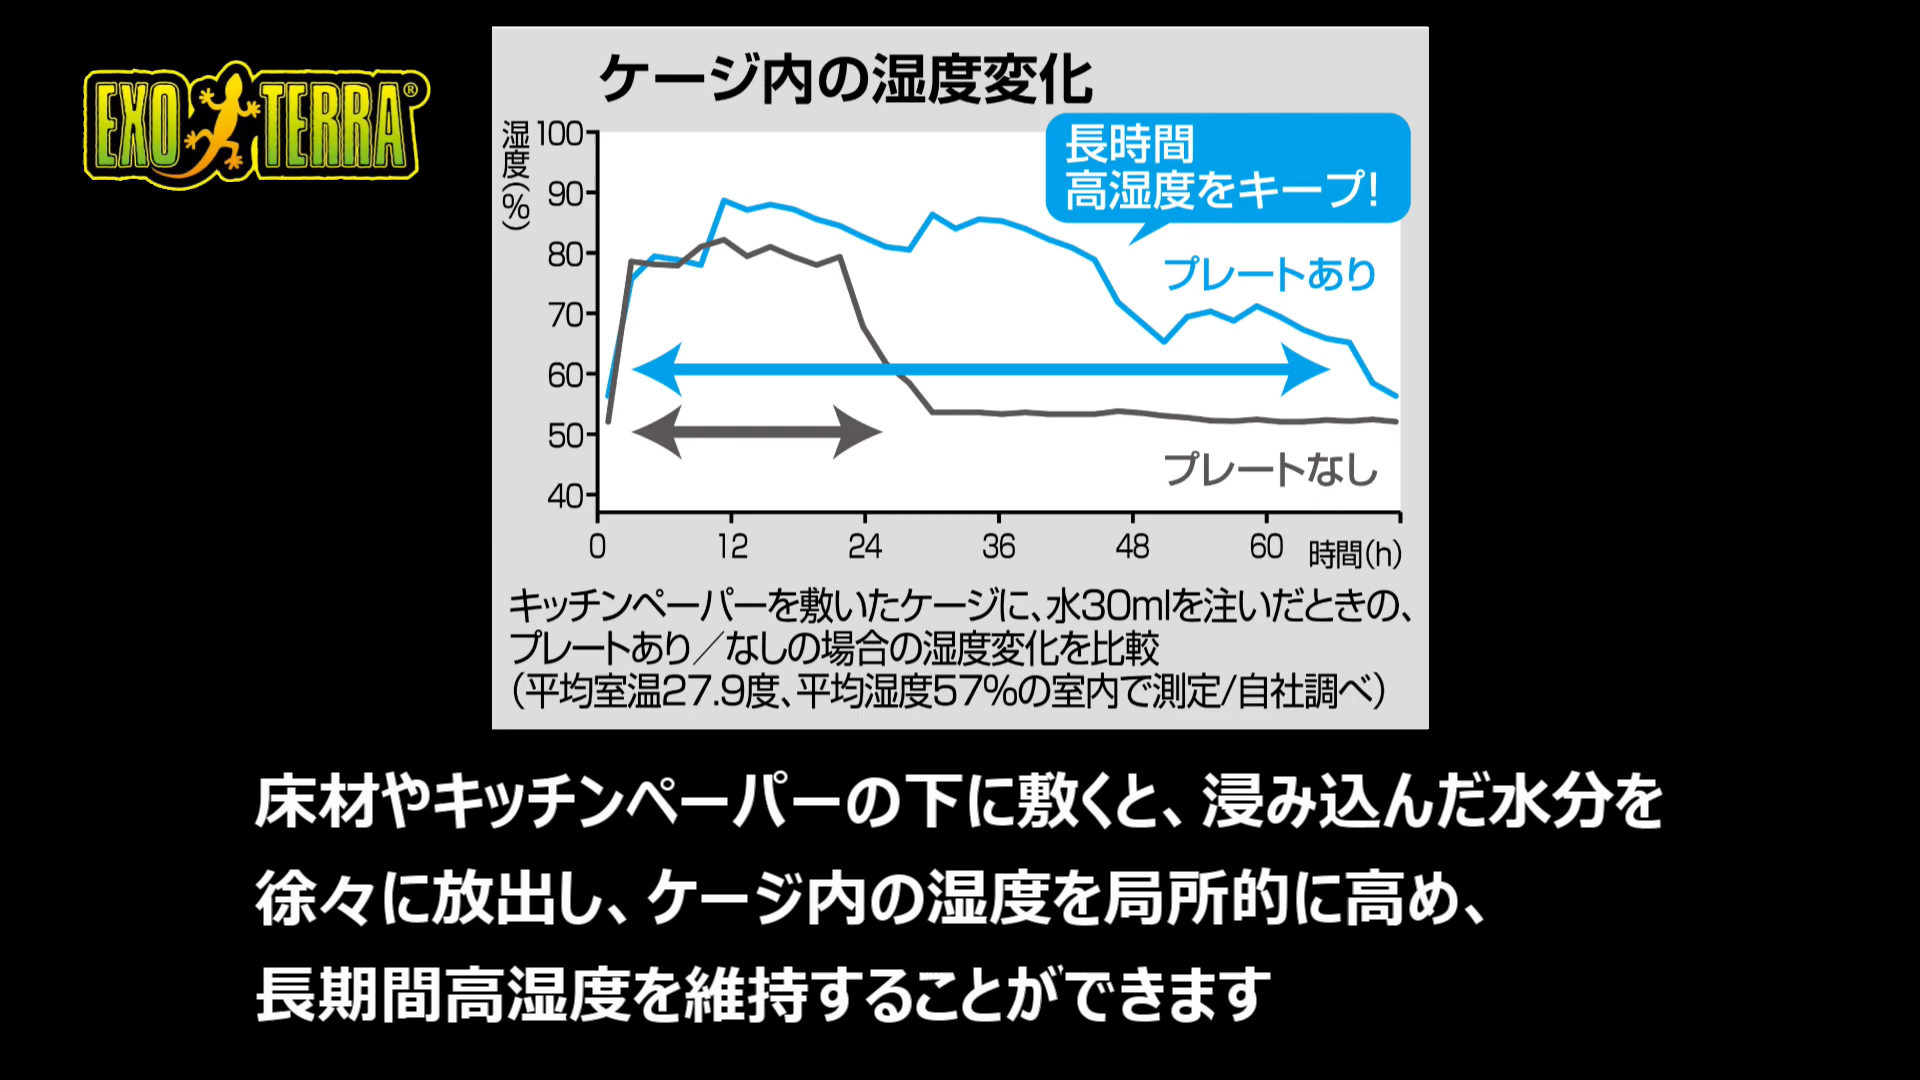 EXO TERRA®
ケージ内の湿度変化
湿度(%)
100
90
80
70
60
50
40
長時間
高湿度をキープ!
プレートあり
プレートなし
0 12 24 36 48 60 時間(h)
キッチンペーパーを敷いたケージに、水30mlを注いだときの、
プレートあり／なしの場合の湿度変化を比較
(平均室温27.9度、平均湿度57%の室内で測定/自社調べ)
床材やキッチンペーパーの下に敷くと、浸み込んだ水分を
徐々に放出し、ケージ内の湿度を局所的に高め、
長期間高湿度を維持することができます